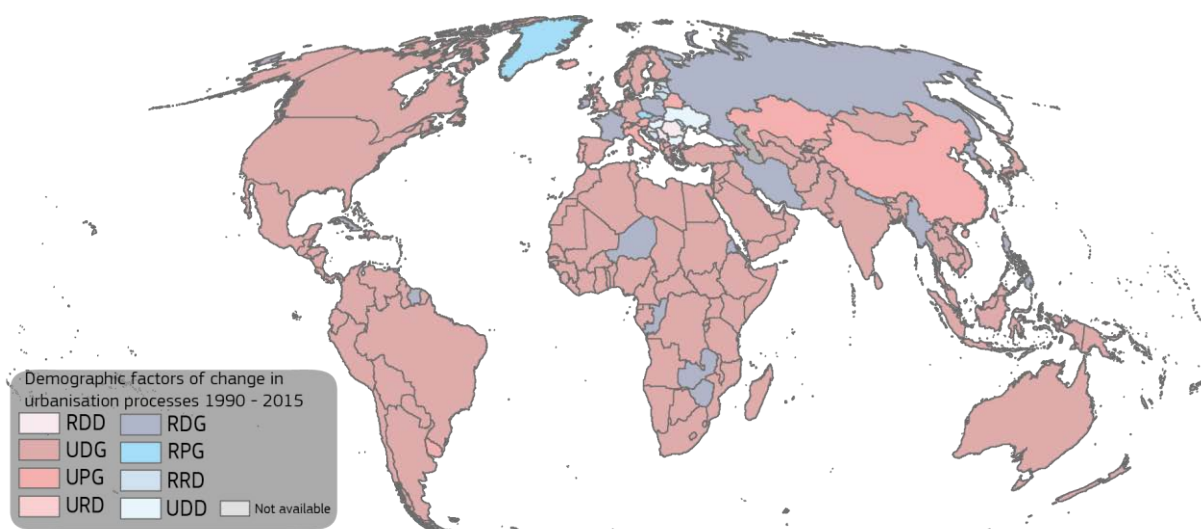 Demographic factors of change in
urbanisation processes 1990 - 2015
RDD
RDG
UDG
RPG
UPG
RRD
URD
UDD
Not available